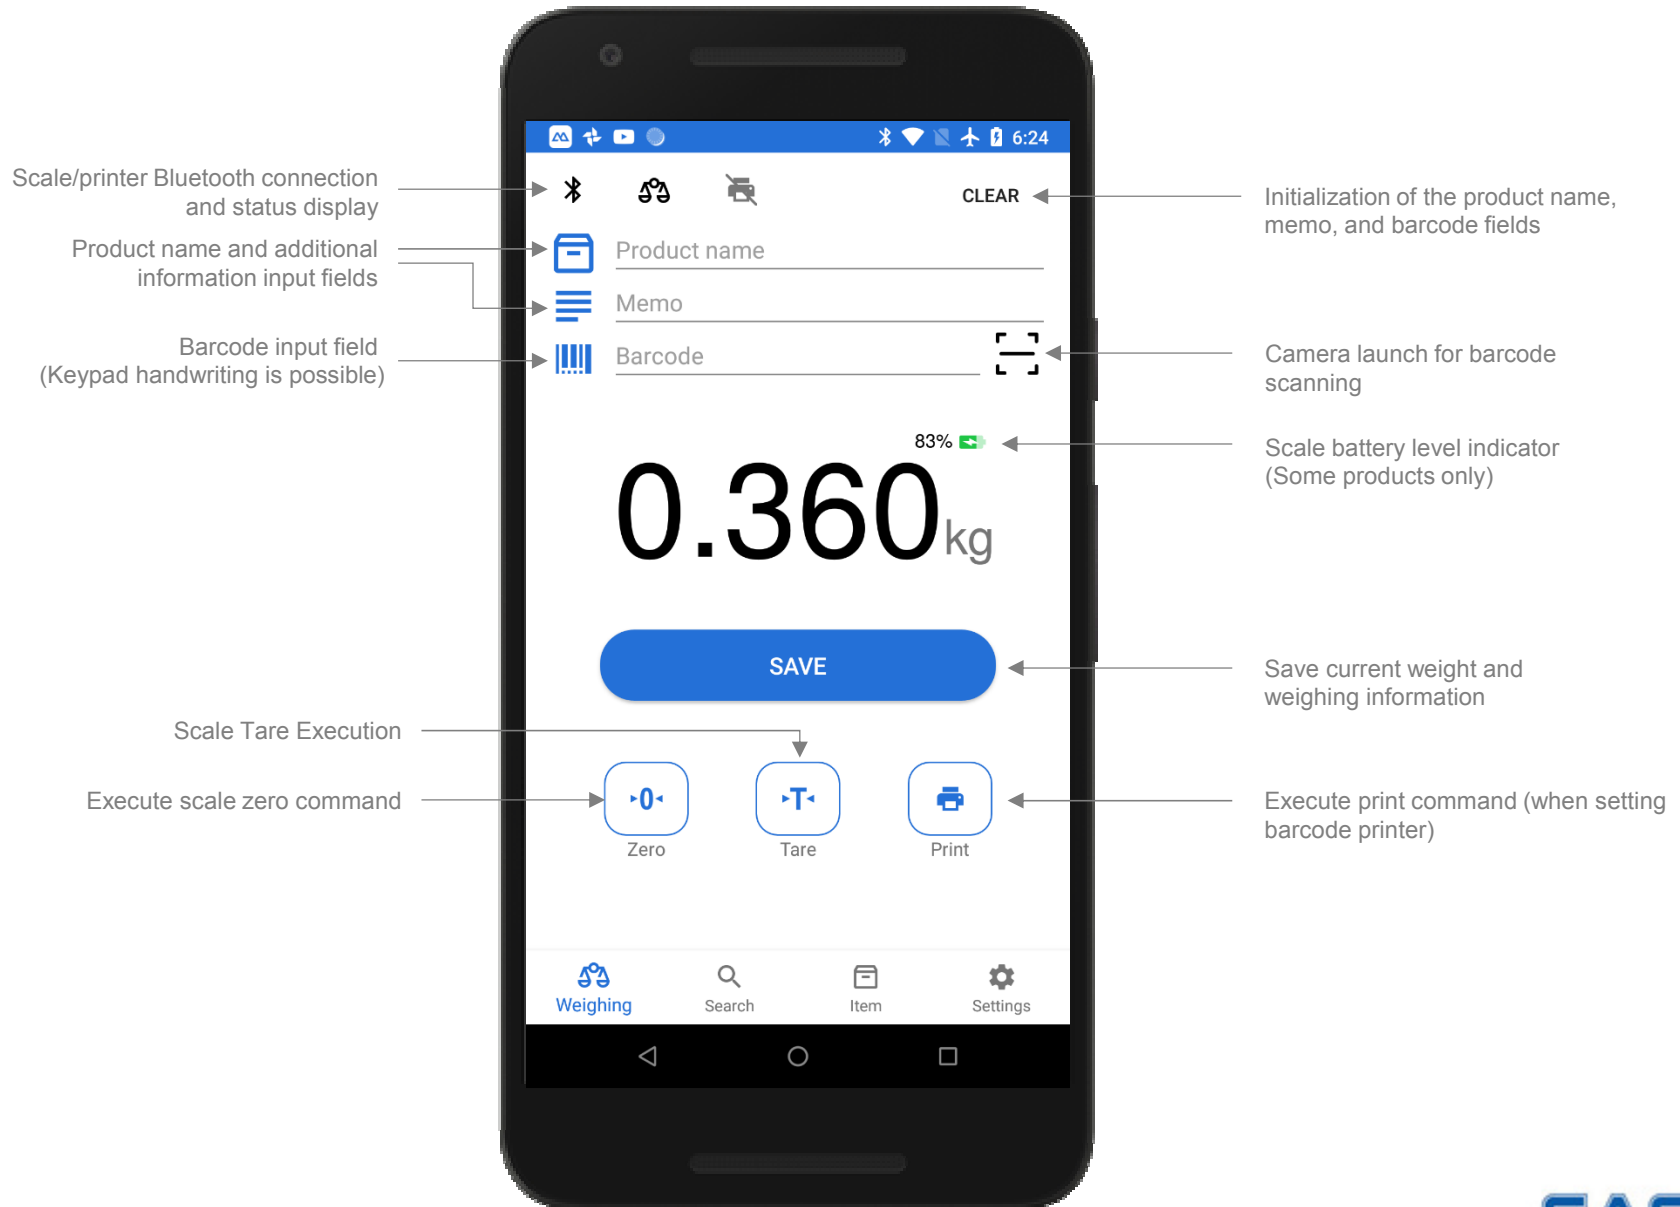 6:24
Scale/printer Bluetooth connection
and status display
CLEAR
Initialization of the product name,
memo, and barcode fields
Product name and additional
information input fields
Product name
Memo
Barcode input field
(Keypad handwriting is possible)
Barcode
Camera launch for barcode
scanning
83%
Scale battery level indicator
(Some products only)
0.360kg
SAVE
Save current weight and
weighing information
Scale Tare Execution
Execute scale zero command
0
T
Execute print command (when setting
barcode printer)
Zero
Tare
Print
Weighing
Search
Item
Settings